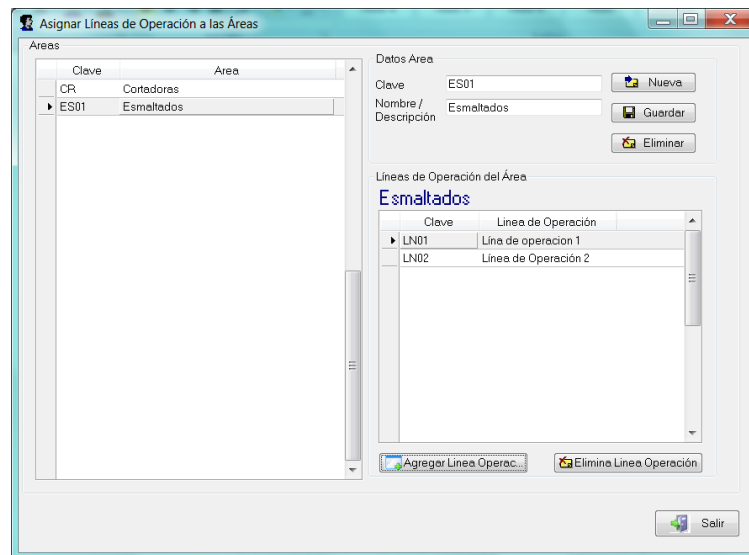 Asignar Líneas de Operación a las Áreas
Areas
Clave Area
CR Cortadoras
ES01 Esmaltados
Datos Area
Clave ES01
Nombre / Descripción Esmaltados
Nueva
Guardar
Eliminar
Líneas de Operación del Área
Esmaltados
Clave Linea de Operación
LN01 Lína de operacion 1
LN02 Línea de Operación 2
Agregar Linea Operac...
Elimina Linea Operación
Salir